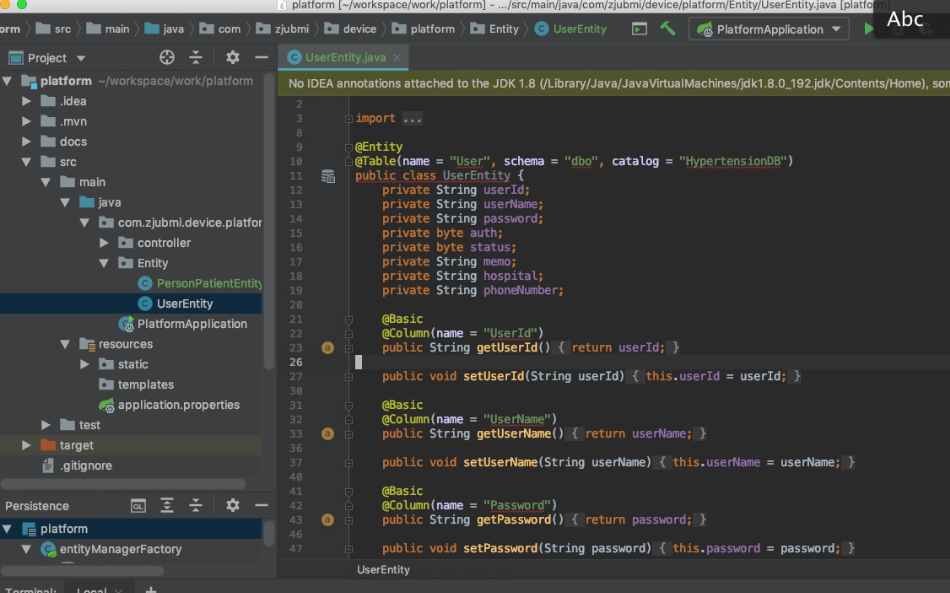 platform [~/workspace/work/platform] – .../src/main/java/com/zjubmi/device/platform/Entity/UserEntity.java [platform
Abc
orm src main java com zjubmi device platform Entity UserEntity PlatformApplication
Project
UserEntity.java
platform ~/workspace/work/platform
.idea
.mvn
docs
src
main
java
com.zjubmi.device.platfor
controller
Entity
PersonPatientEntity
UserEntity
PlatformApplication
resources
static
templates
application.properties
test
target
.gitignore
Persistence
platform
entityManagerFactory
Terminal: Local
No IDEA annotations attached to the JDK 1.8 (/Library/Java/JavaVirtualMachines/jdk1.8.0_192.jdk/Contents/Home), som
2
3 import ...
8
9 @Entity
10 @Table(name = "User", schema = "dbo", catalog = "HypertensionDB")
11 public class UserEntity {
12 private String userId;
13 private String userName;
14 private String password;
15 private byte auth;
16 private byte status;
17 private String memo;
18 private String hospital;
19 private String phoneNumber;
20
21 @Basic
22 @Column(name = "UserId")
23 public String getUserId() { return userId; }
26
27 public void setUserId(String userId) { this.userId = userId; }
30
31 @Basic
32 @Column(name = "UserName")
33 public String getUserName() { return userName; }
36
37 public void setUserName(String userName) { this.userName = userName; }
40
41 @Basic
42 @Column(name = "Password")
43 public String getPassword() { return password; }
46
47 public void setPassword(String password) { this.password = password; }
UserEntity